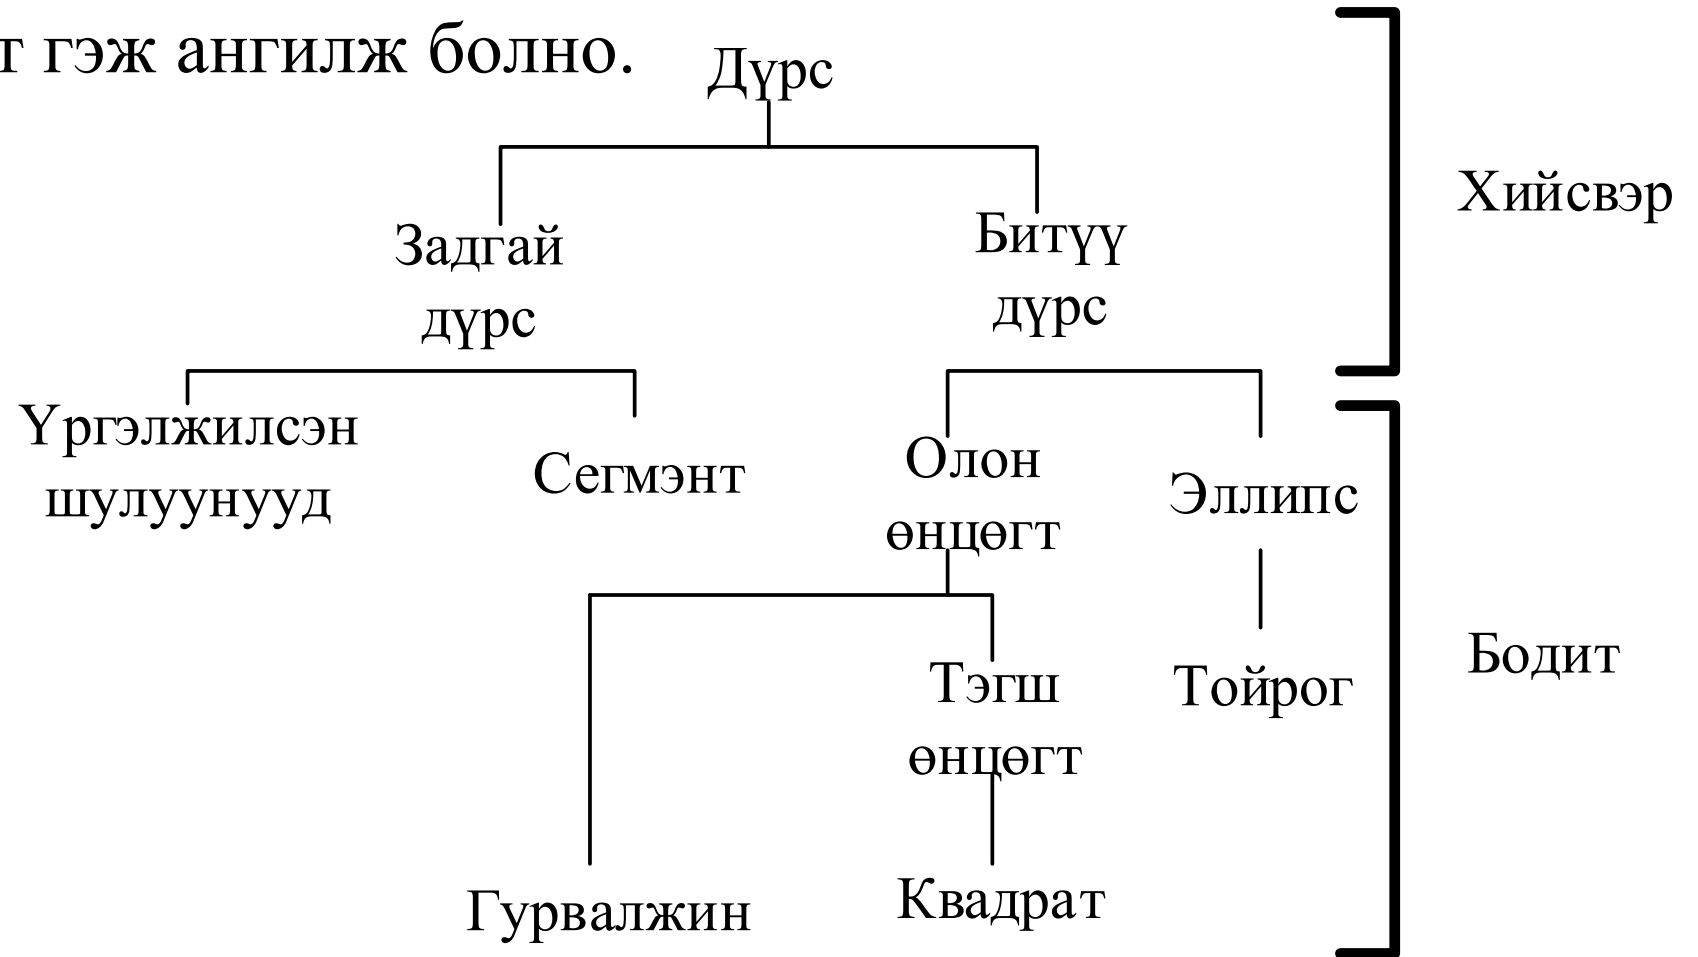 т гэж ангилж болно.
Дүрс
Хийсвэр
Задгай
дүрс
Битүү
дүрс
Үргэлжилсэн
шулуунууд
Сегмэнт
Олон
өнцөгт
Эллипс
Бодит
Тэгш
өнцөгт
Тойрог
Гурвалжин
Квадрат